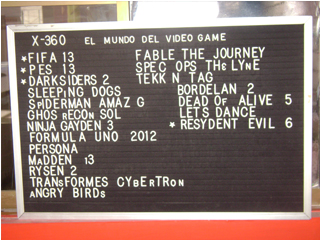 X-360 EL MUNDO DEL VIDEO GAME
*FIFA 13
*PES 13
*DARKSIDERS 2
SLEEPiNG DOGS
SPiDERMAN AMAZ G
GHOS RECON SOL
NINJA GAYDEN 3
FORMULA UNO 2012
PERSONA
MaDDEN 13
RYSEN 2
TRANSFORMES CYBERTRON
aNGRY BIRDs
FABLE THE JOURNEY
SPEC OPS THE LYNE
TEKK N TAG
BORDELAN 2
DEAD OF ALIVE 5
LETS DANCE
* RESYDENT EVIL 6